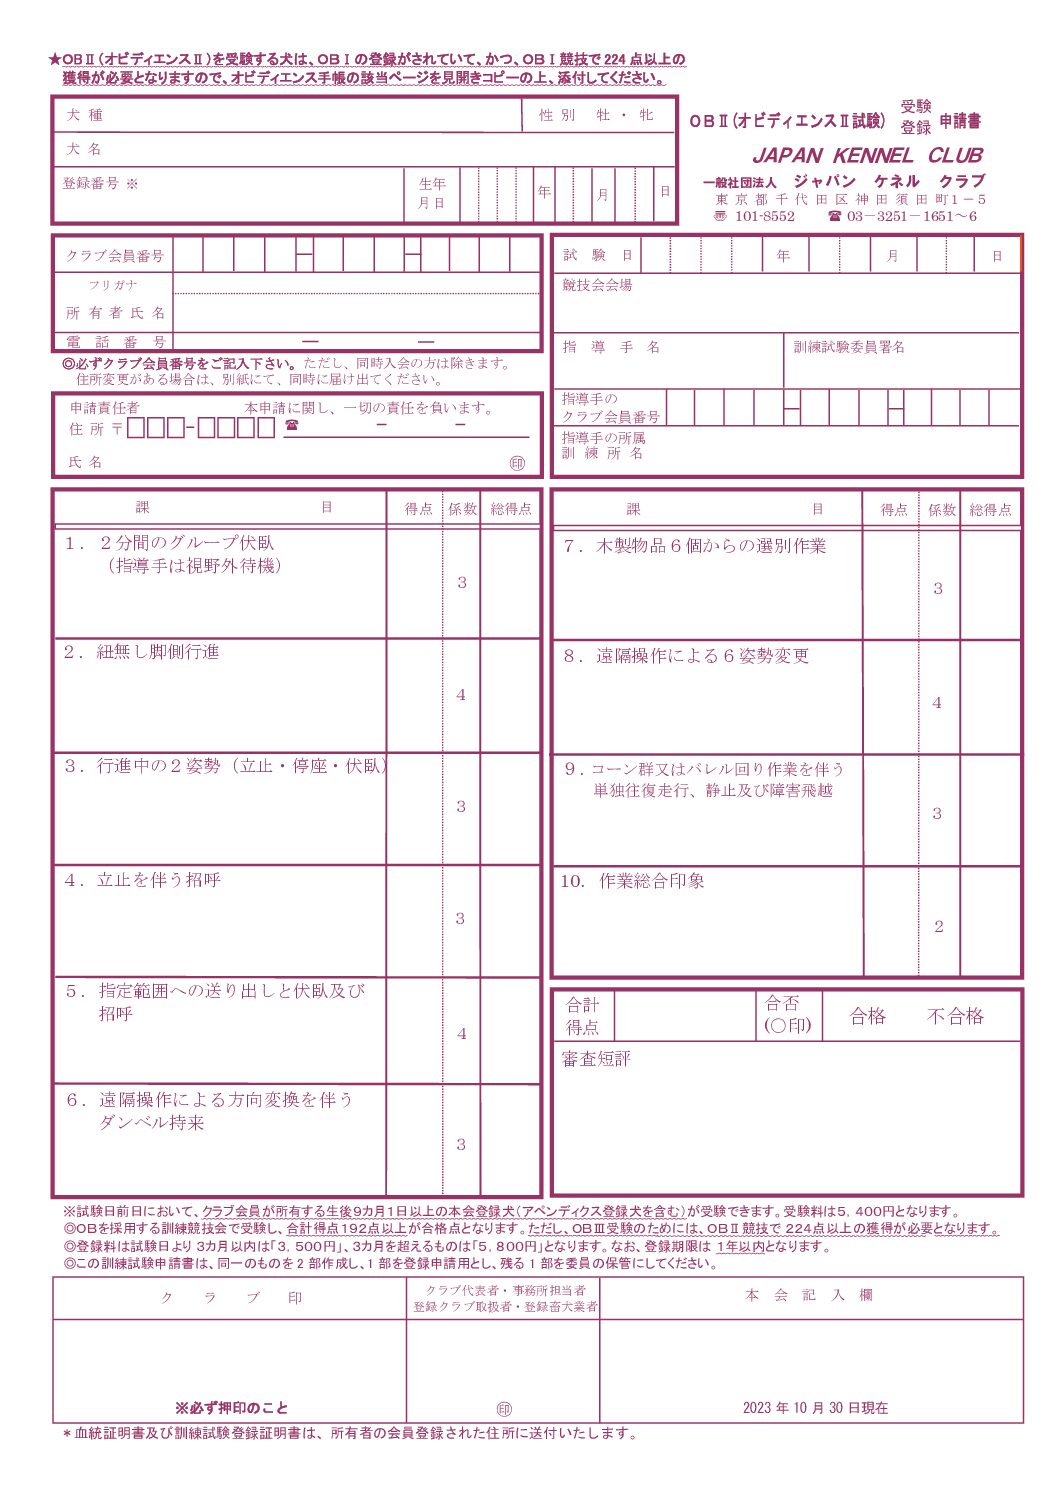 ★OBⅡ(オビディエンスⅡ)を受験する犬は、OBⅠの登録がされていて、かつ、OBⅠ競技で224点以上の
獲得が必要となりますので、オビディエンス手帳の該当ページを見開きコピーの上、添付してください。
犬種 性別 牡・牝
犬名
登録番号※ 生年月日 年 月 日
OBⅡ(オビディエンスⅡ試験) 受験 登録 申請書
JAPAN KENNEL CLUB
一般社団法人 ジャパン ケネル クラブ
東京都千代田区神田須田町1-5
〠 101-8552 ☎ 03-3251-1651~6
クラブ会員番号 ー ー
フリガナ
所有者氏名
電話番号 ー ー
◎必ずクラブ会員番号をご記入下さい。ただし、同時入会の方は除きます。
住所変更がある場合は、別紙にて、同時に届け出てください。
試験日 年 月 日
競技会会場
指導手名 訓練試験委員署名
指導手の
クラブ会員番号 ー ー
指導手の所属
訓練所名
申請責任者 本申請に関し、一切の責任を負います。
住所〒□□□-□□□□ ☎ － －
氏名 ㊞
課 目 得点 係数 総得点
1. 2分間のグループ伏臥
(指導手は視野外待機)
3
2. 紐無し脚側行進
4
3. 行進中の2姿勢(立止・停座・伏臥)
3
4. 立止を伴う招呼
3
5. 指定範囲への送り出しと伏臥及び
招呼
4
6. 遠隔操作による方向変換を伴う
ダンベル持来
3
課 目 得点 係数 総得点
7. 木製物品6個からの選別作業
3
8. 遠隔操作による6姿勢変更
4
9. コーン群又はバレル回り作業を伴う
単独往復走行、静止及び障害飛越
3
10. 作業総合印象
2
合計
得点
合否
(○印)
合格 不合格
審査短評
※試験日前日において、クラブ会員が所有する生後9カ月1日以上の本会登録犬(アペンディクス登録犬を含む)が受験できます。受験料は5,400円となります。
◎OBを採用する訓練競技会で受験し、合計得点192点以上が合格点となります。ただし、OBⅢ受験のためには、OBⅡ競技で224点以上の獲得が必要となります。
◎登録料は試験日より3カ月以内は「3,500円」、3カ月を超えるものは「5,800円」となります。なお、登録期限は1年以内となります。
◎この訓練試験申請書は、同一のものを2部作成し、1部を登録申請用とし、残る1部を委員の保管にしてください。
クラブ印
クラブ代表者・事務所担当者
登録クラブ取扱者・登録畜犬業者
本会記入欄
※必ず押印のこと ㊞ 2023年10月30日現在
＊血統証明書及び訓練試験登録証明書は、所有者の会員登録された住所に送付いたします。